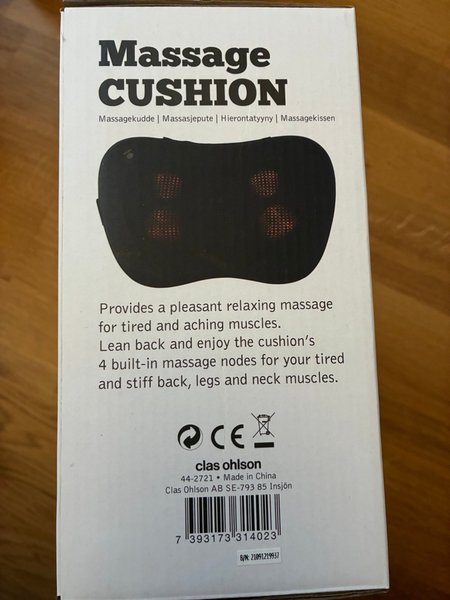 Massage
CUSHION
Massagekudde | Massasjepute | Hierontatyyny | Massagekissen
Provides a pleasant relaxing massage
for tired and aching muscles.
Lean back and enjoy the cushion's
4 built-in massage nodes for your tired
and stiff back, legs and neck muscles.
CE
clas ohlson
44-2721 • Made in China
Clas Ohlson AB SE-793 85 Insjön
7 393173 314023
B/N: 21091219937